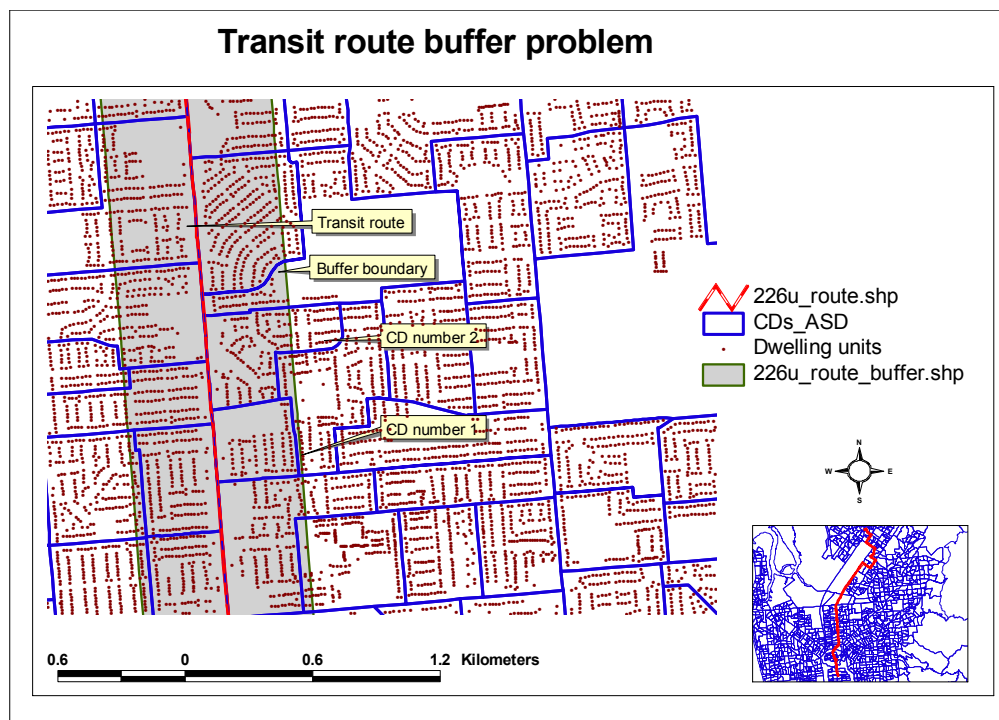 Transit route buffer problem
Transit route
Buffer boundary
CD number 2
CD number 1
226u_route.shp
CDs_ASD
Dwelling units
226u_route_buffer.shp
N
W E
S
0.6 0 0.6 1.2 Kilometers